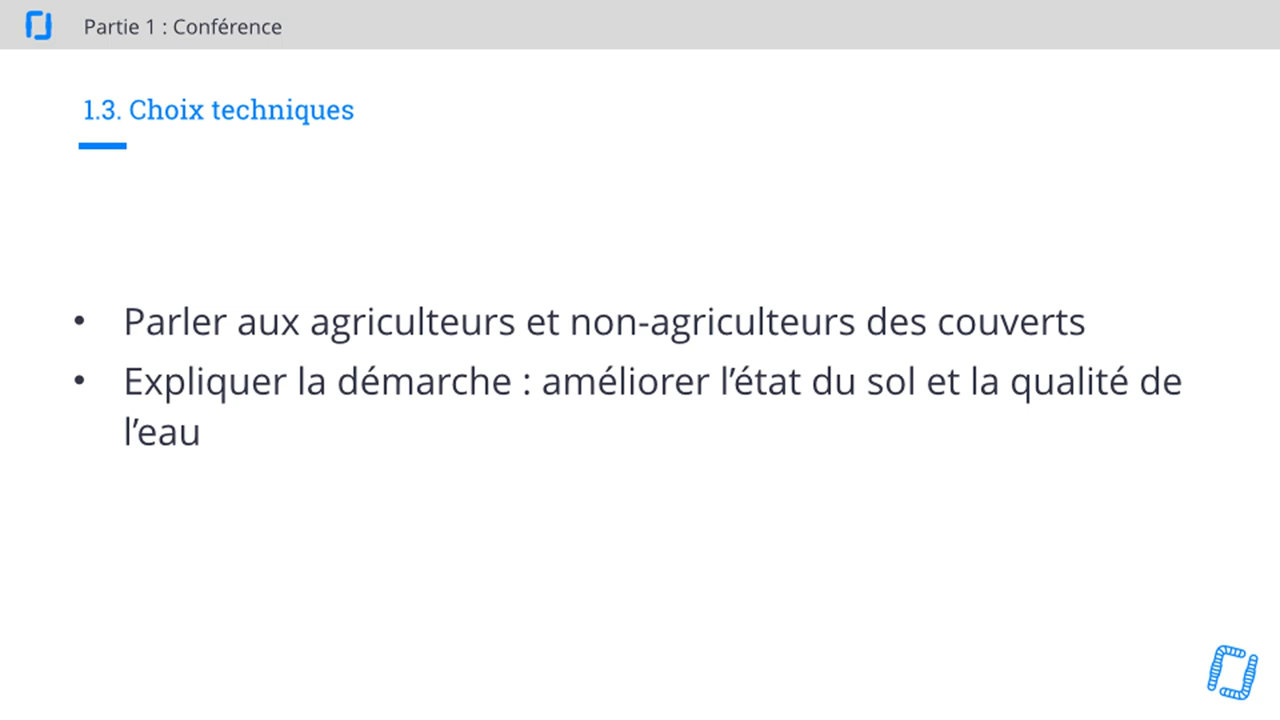 Partie 1 : Conférence
1.3. Choix techniques
• Parler aux agriculteurs et non-agriculteurs des couverts
• Expliquer la démarche : améliorer l’état du sol et la qualité de
l’eau